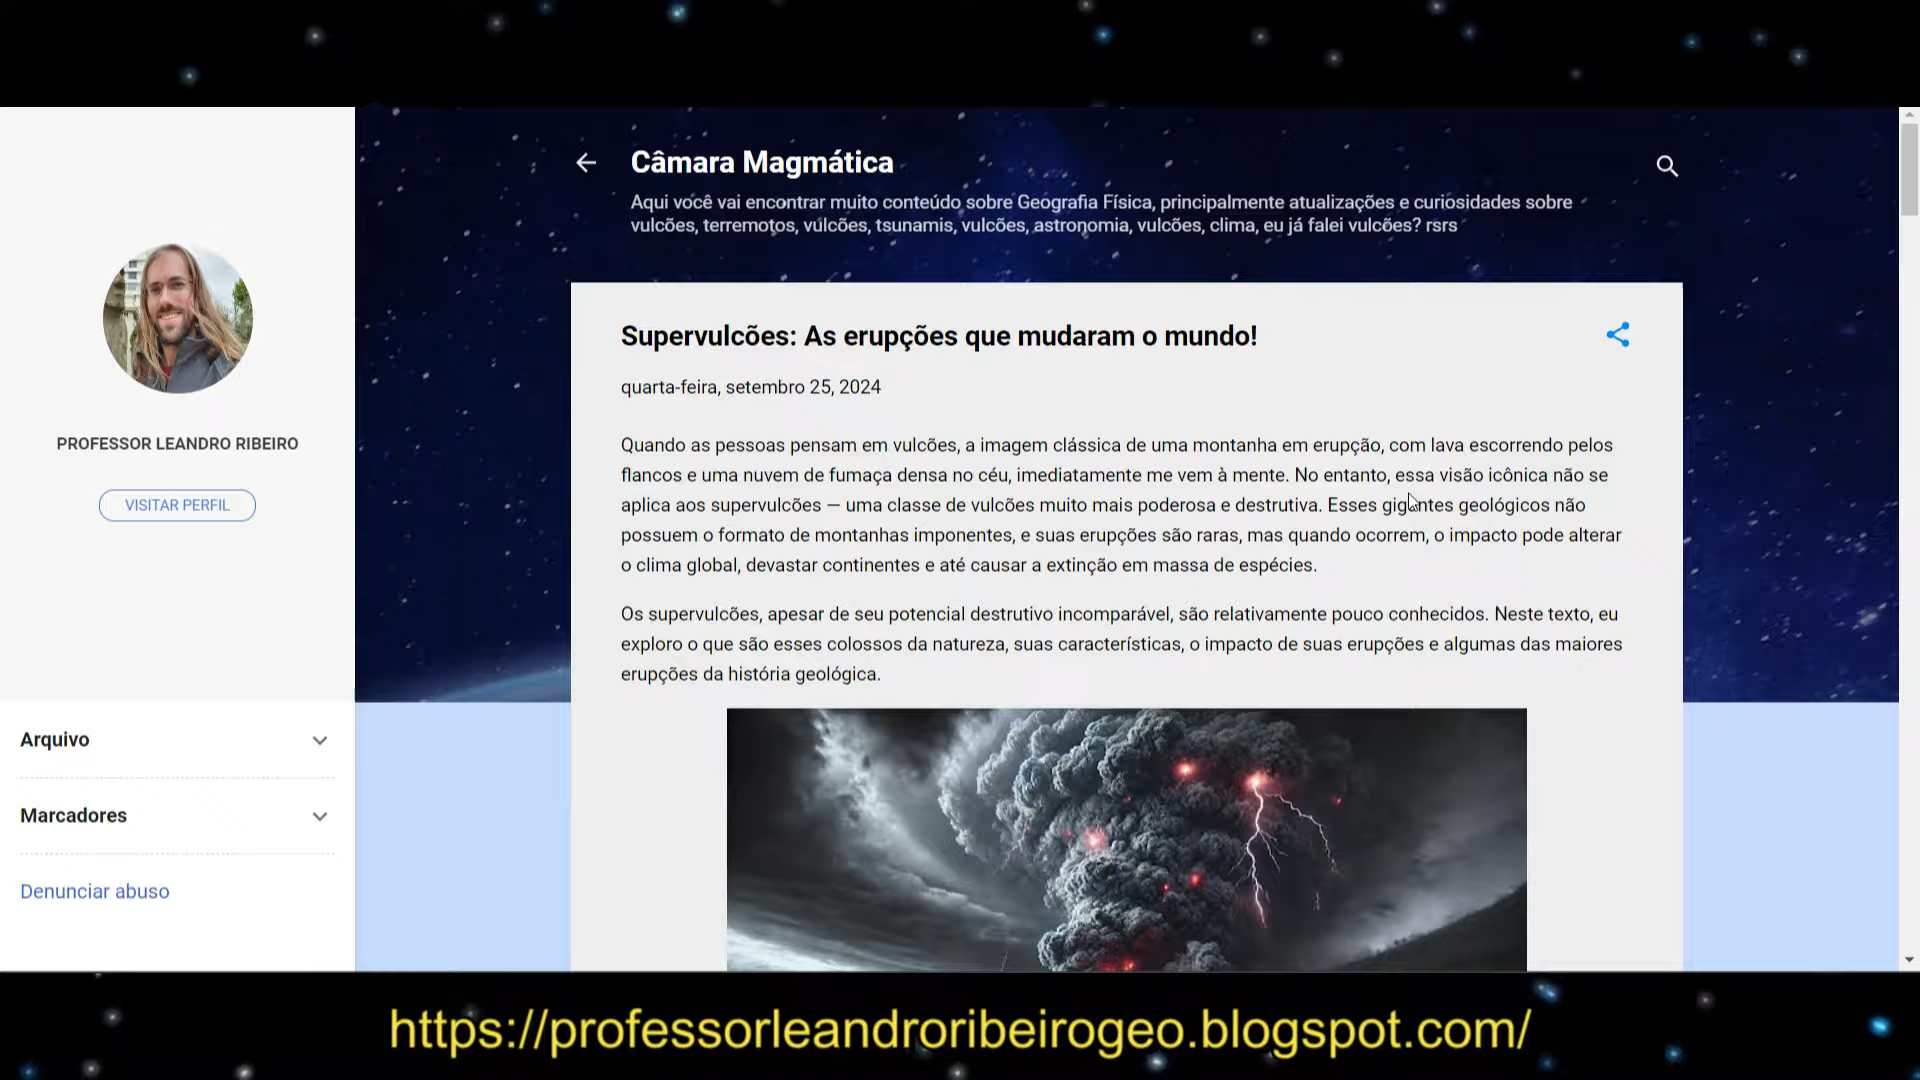 Câmara Magmática
Aqui você vai encontrar muito conteúdo sobre Geografia Física, principalmente atualizações e curiosidades sobre
vulcões, terremotos, vulcões, tsunamis, vulcões, astronomia, vulcões, clima, eu já falei vulcões? rsrs
PROFESSOR LEANDRO RIBEIRO
VISITAR PERFIL
Arquivo
Marcadores
Denunciar abuso
Supervulcões: As erupções que mudaram o mundo!
quarta-feira, setembro 25, 2024
Quando as pessoas pensam em vulcões, a imagem clássica de uma montanha em erupção, com lava escorrendo pelos
flancos e uma nuvem de fumaça densa no céu, imediatamente me vem à mente. No entanto, essa visão icônica não se
aplica aos supervulcões — uma classe de vulcões muito mais poderosa e destrutiva. Esses gigantes geológicos não
possuem o formato de montanhas imponentes, e suas erupções são raras, mas quando ocorrem, o impacto pode alterar
o clima global, devastar continentes e até causar a extinção em massa de espécies.
Os supervulcões, apesar de seu potencial destrutivo incomparável, são relativamente pouco conhecidos. Neste texto, eu
exploro o que são esses colossos da natureza, suas características, o impacto de suas erupções e algumas das maiores
erupções da história geológica.
https://professorleandroribeirogeo.blogspot.com/